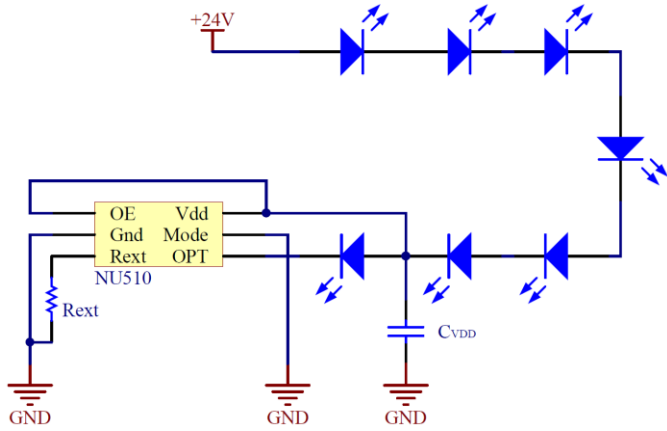 +24V
OE Vdd
Gnd Mode
Rext OPT
NU510
Rext
CVDD
GND
GND
GND